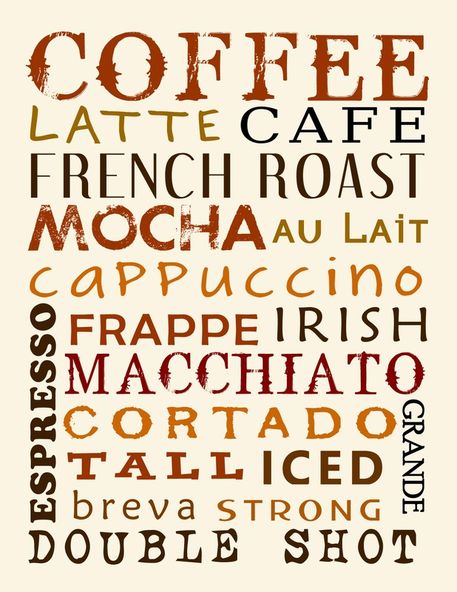 COFFEE
LATTE CAFE
FRENCH ROAST
MOCHA AU LAiT
cappuccino
FRAPPE IRISH
ESPRESSO
MACCHIATO
CORTADO
GRANDE
TALL ICED
breva STRONG
DOUBLE SHOT